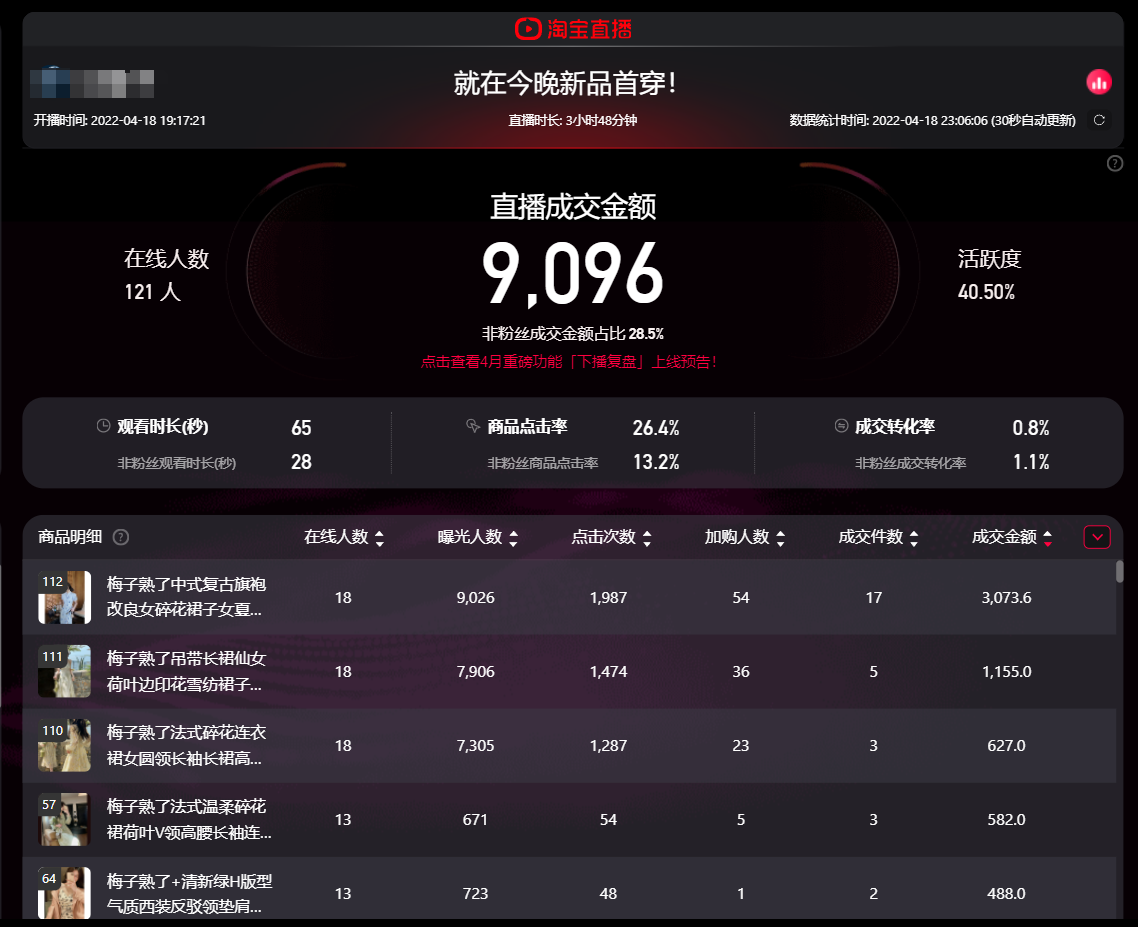 淘宝直播
就在今晚新品首穿!
开播时间: 2022-04-18 19:17:21
直播时长: 3小时48分钟
数据统计时间: 2022-04-18 23:06:06 (30秒自动更新)
直播成交金额
9,096
在线人数
121 人
活跃度
40.50%
非粉丝成交金额占比 28.5%
点击查看4月重磅功能「下播复盘」上线预告!
观看时长(秒) 65
非粉丝观看时长(秒) 28
商品点击率 26.4%
非粉丝商品点击率 13.2%
成交转化率 0.8%
非粉丝成交转化率 1.1%
商品明细 在线人数 曝光人数 点击次数 加购人数 成交件数 成交金额
112 梅子熟了中式复古旗袍
改良女碎花裙子女夏...
18 9,026 1,987 54 17 3,073.6
111 梅子熟了吊带长裙仙女
荷叶边印花雪纺裙子...
18 7,906 1,474 36 5 1,155.0
110 梅子熟了法式碎花连衣
裙女圆领长袖长裙高...
18 7,305 1,287 23 3 627.0
57 梅子熟了法式温柔碎花
裙荷叶V领高腰长袖连...
13 671 54 5 3 582.0
64 梅子熟了+清新绿H版型
气质西装反驳领垫肩...
13 723 48 1 2 488.0